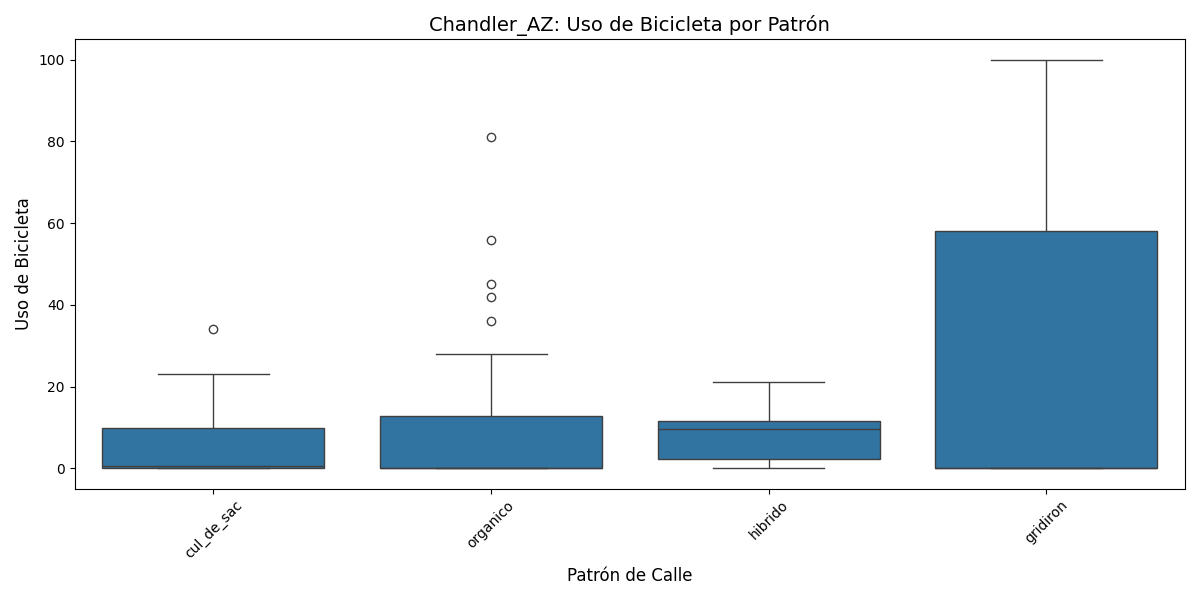 Chandler_AZ: Uso de Bicicleta por Patrón
Uso de Bicicleta
100
80
60
40
20
0
cul_de_sac
organico
hibrido
gridiron
Patrón de Calle